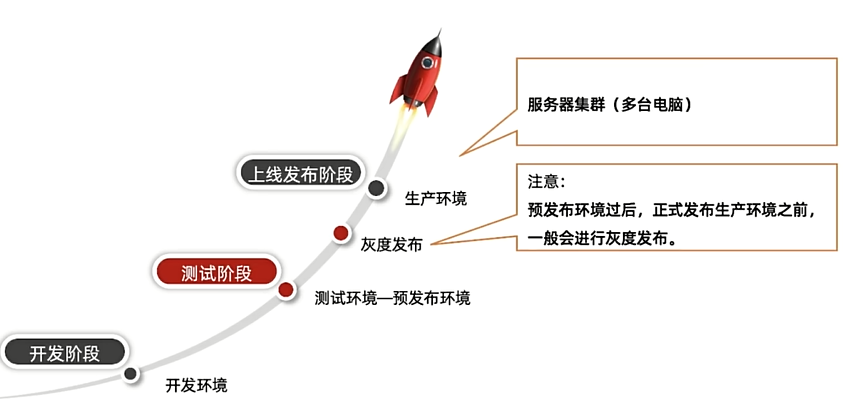 服务器集群（多台电脑）
上线发布阶段
生产环境
注意：
预发布环境过后，正式发布生产环境之前，
一般会进行灰度发布。
灰度发布
测试阶段
测试环境—预发布环境
开发阶段
开发环境